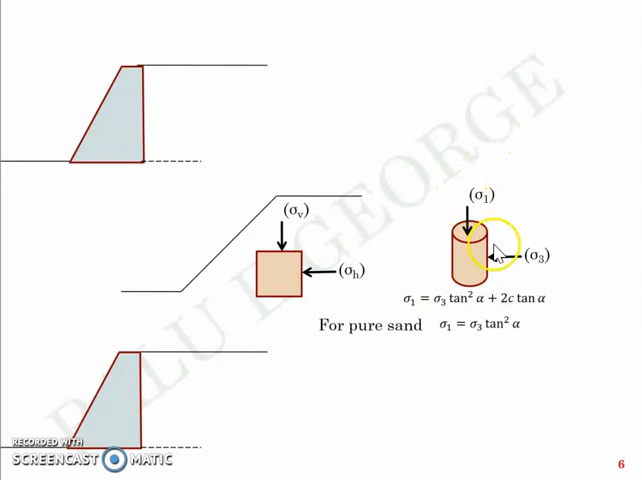 BALU GEORGE
(σ₁)
(σᵥ)
(σ₃)
(σₕ)
σ₁ = σ₃ tan² α + 2c tan α
For pure sand σ₁ = σ₃ tan² α
RECORDED WITH
SCREENCAST MATIC
6